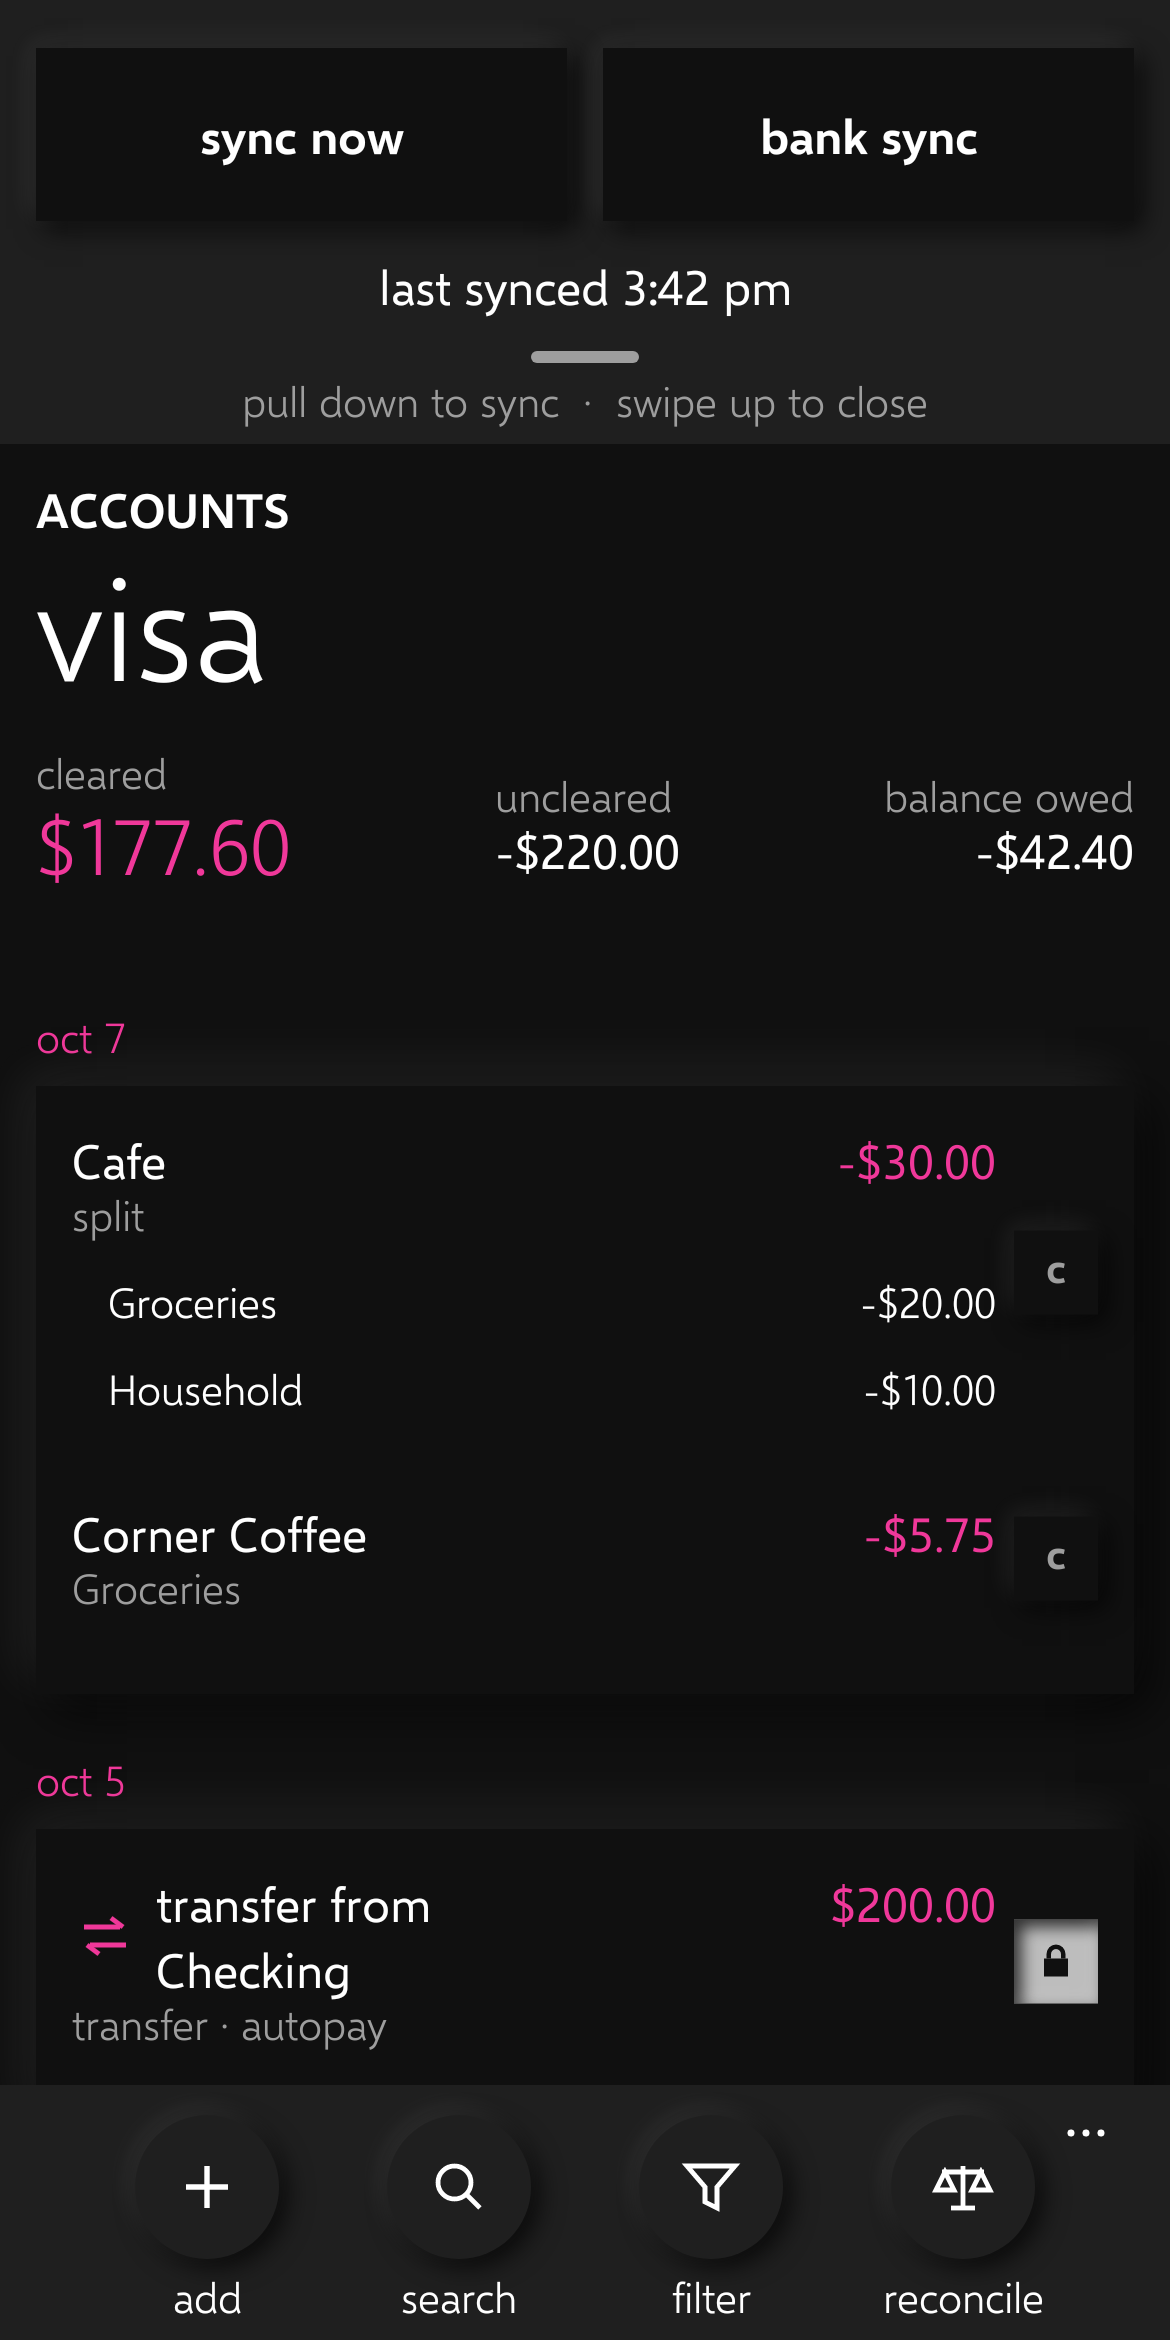 sync now
bank sync
last synced 3:42 pm
pull down to sync · swipe up to close
ACCOUNTS
visa
cleared
$177.60
uncleared
-$220.00
balance owed
-$42.40
oct 7
Cafe
-$30.00
split
c
Groceries
-$20.00
Household
-$10.00
Corner Coffee
-$5.75
c
Groceries
oct 5
transfer from
Checking
$200.00
transfer · autopay
...
add
search
filter
reconcile